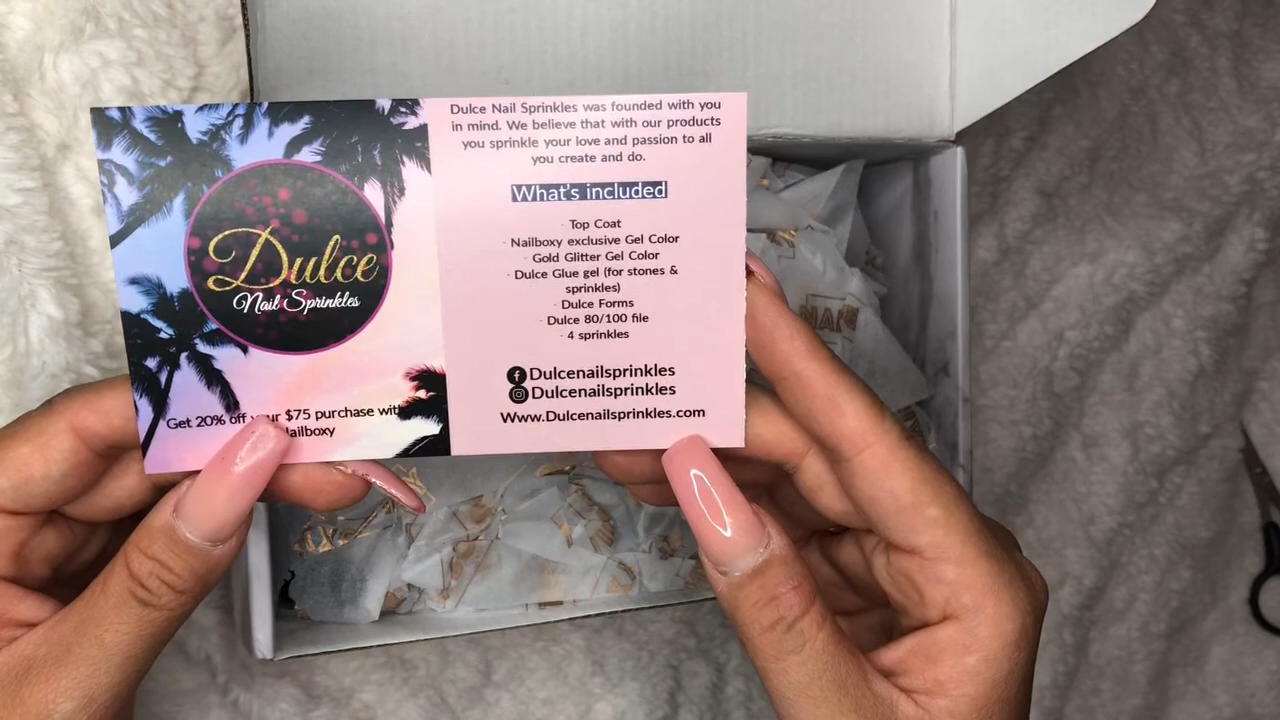 Dulce
Nail Sprinkles
Get 20% off your $75 purchase with
Nailboxy
Dulce Nail Sprinkles was founded with you
in mind. We believe that with our products
you sprinkle your love and passion to all
you create and do.
What's included
· Top Coat
· Nailboxy exclusive Gel Color
· Gold Glitter Gel Color
· Dulce Glue gel (for stones &
sprinkles)
· Dulce Forms
· Dulce 80/100 file
· 4 sprinkles
Dulcenailsprinkles
Dulcenailsprinkles
Www.Dulcenailsprinkles.com
NAI